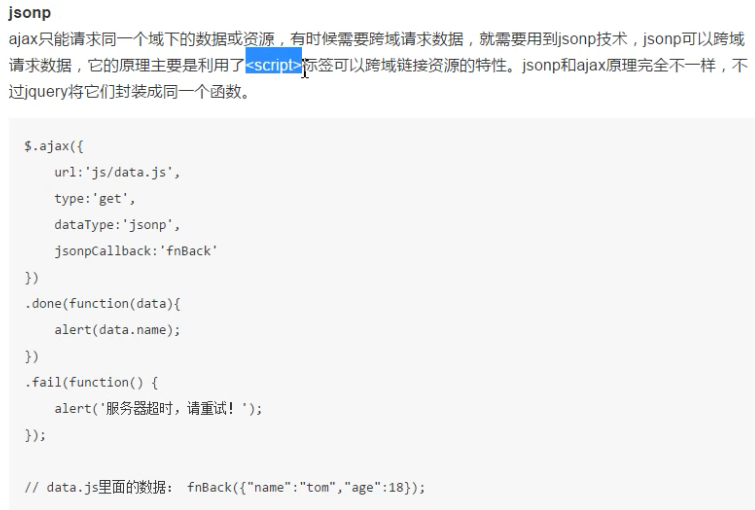 jsonp
ajax只能请求同一个域下的数据或资源，有时候需要跨域请求数据，就需要用到jsonp技术，jsonp可以跨域
请求数据，它的原理主要是利用了<script>标签可以跨域链接资源的特性。jsonp和ajax原理完全不一样，不
过jquery将它们封装成同一个函数。
$.ajax({
    url:'js/data.js',
    type:'get',
    dataType:'jsonp',
    jsonpCallback:'fnBack'
})
.done(function(data){
    alert(data.name);
})
.fail(function() {
    alert('服务器超时，请重试！');
});
// data.js里面的数据： fnBack({"name":"tom","age":18});